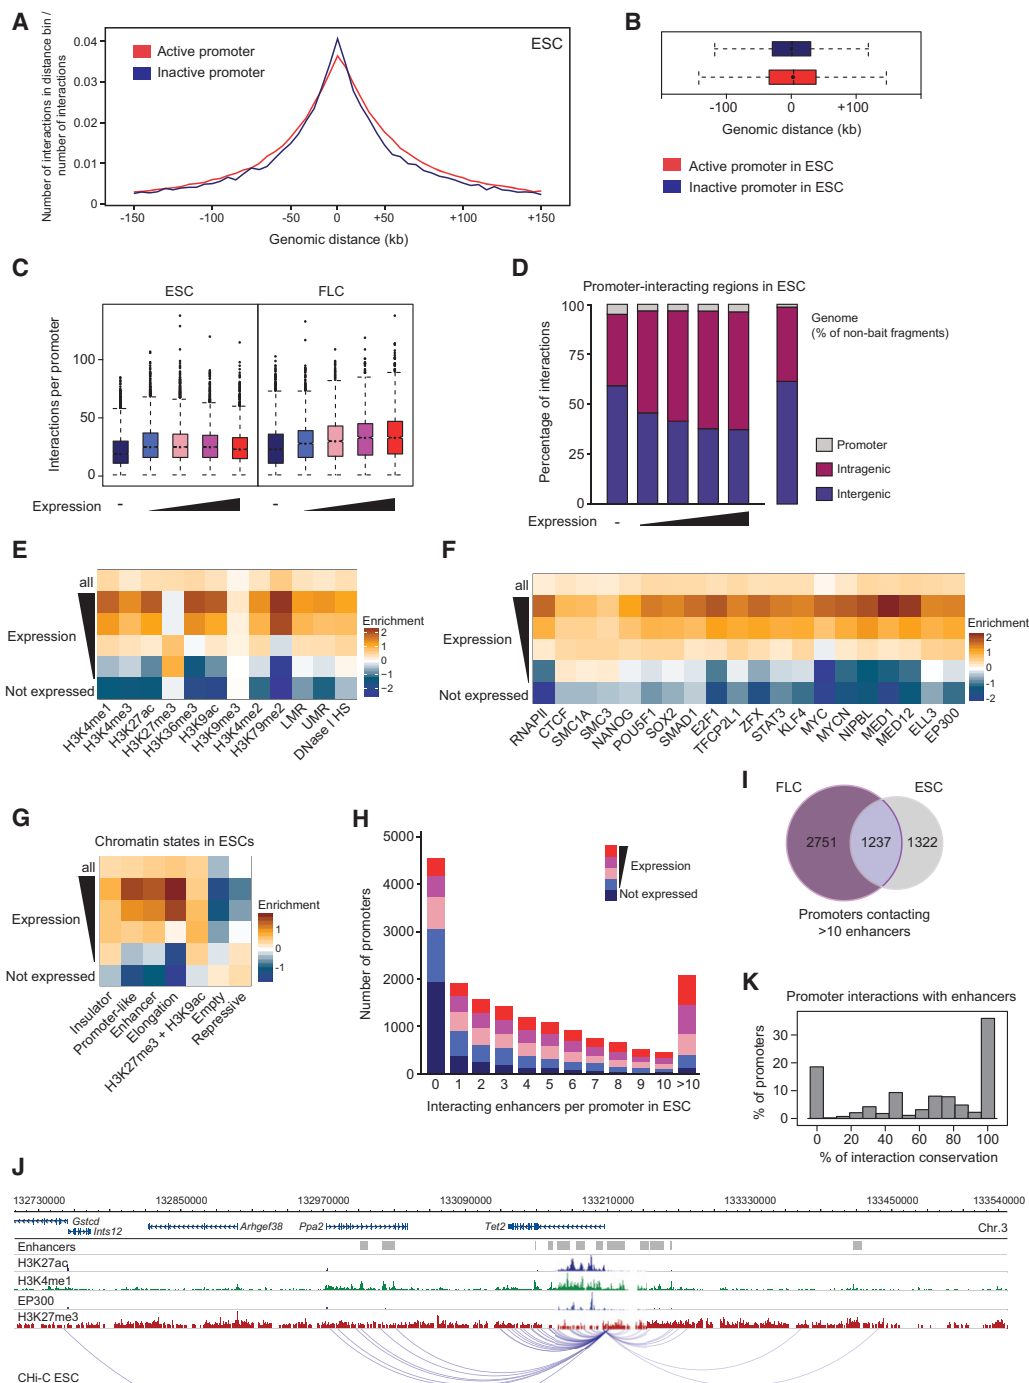 A
Number of interactions in distance bin /
number of interactions
0.04
0.03
0.02
0.01
0
Active promoter
Inactive promoter
ESC
-150
-100
-50
0
+50
+100
+150
Genomic distance (kb)
B
-100
0
+100
Genomic distance (kb)
Active promoter in ESC
Inactive promoter in ESC
C
ESC
FLC
Interactions per promoter
100
50
0
Expression
-
-
D
Promoter-interacting regions in ESC
Percentage of interactions
100
75
50
25
0
Genome
(% of non-bait fragments)
Promoter
Intragenic
Intergenic
Expression
-
E
all
Expression
Not expressed
Enrichment
2
1
0
−1
−2
H3K4me1
H3K4me3
H3K27ac
H3K27me3
H3K36me3
H3K9ac
H3K9me3
H3K4me2
H3K79me2
LMR
UMR
DNase I HS
F
all
Expression
Not expressed
Enrichment
2
1
0
-1
-2
RNAPII
CTCF
SMC1A
SMC3
NANOG
POU5F1
SOX2
SMAD1
E2F1
TFCP2L1
ZFX
STAT3
KLF4
MYC
MYCN
NIPBL
MED1
MED12
ELL3
EP300
G
Chromatin states in ESCs
all
Expression
Not expressed
Enrichment
1
0
-1
Insulator
Promoter-like
Enhancer
Elongation
H3K27me3 + H3K9ac
Empty
Repressive
H
Number of promoters
5000
4000
3000
2000
1000
0
Expression
Not expressed
0
1
2
3
4
5
6
7
8
9
10
>10
Interacting enhancers per promoter in ESC
I
FLC
ESC
2751
1237
1322
Promoters contacting
>10 enhancers
K
Promoter interactions with enhancers
% of promoters
30
20
10
0
0
20
40
60
80
100
% of interaction conservation
J
132730000
132850000
132970000
133090000
133210000
133330000
133450000
133540000
Gstcd
Ints12
Arhgef38
Ppa2
Tet2
Chr.3
Enhancers
H3K27ac
H3K4me1
EP300
H3K27me3
CHi-C ESC